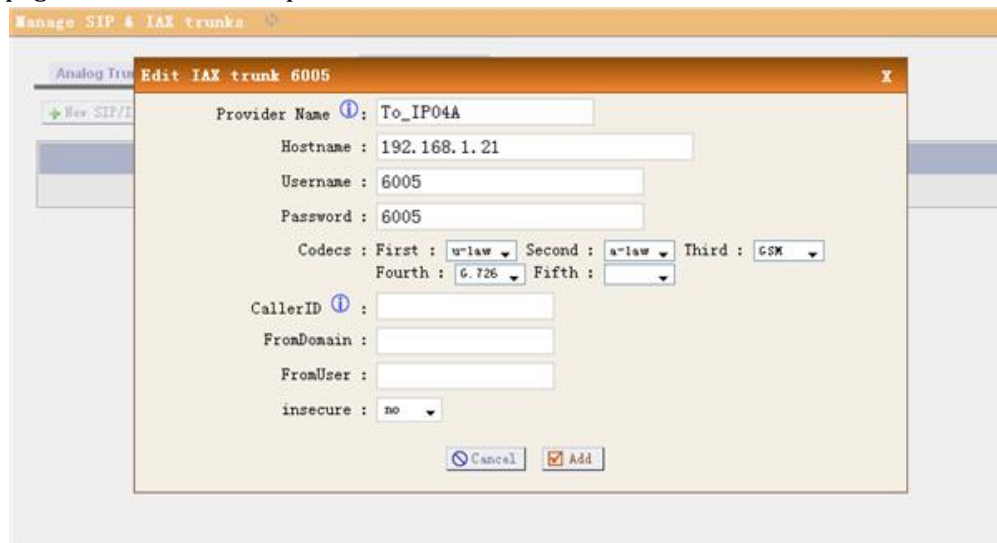 Manage SIP & IAX trunks
Analog Tru
Edit IAX trunk 6005 X
New SIP/I
Provider Name : To_IP04A
Hostname : 192.168.1.21
Username : 6005
Password : 6005
Codecs : First : u-law Second : a-law Third : GSM
Fourth : G.726 Fifth :
CallerID :
FromDomain :
FromUser :
insecure : no
Cancel Add